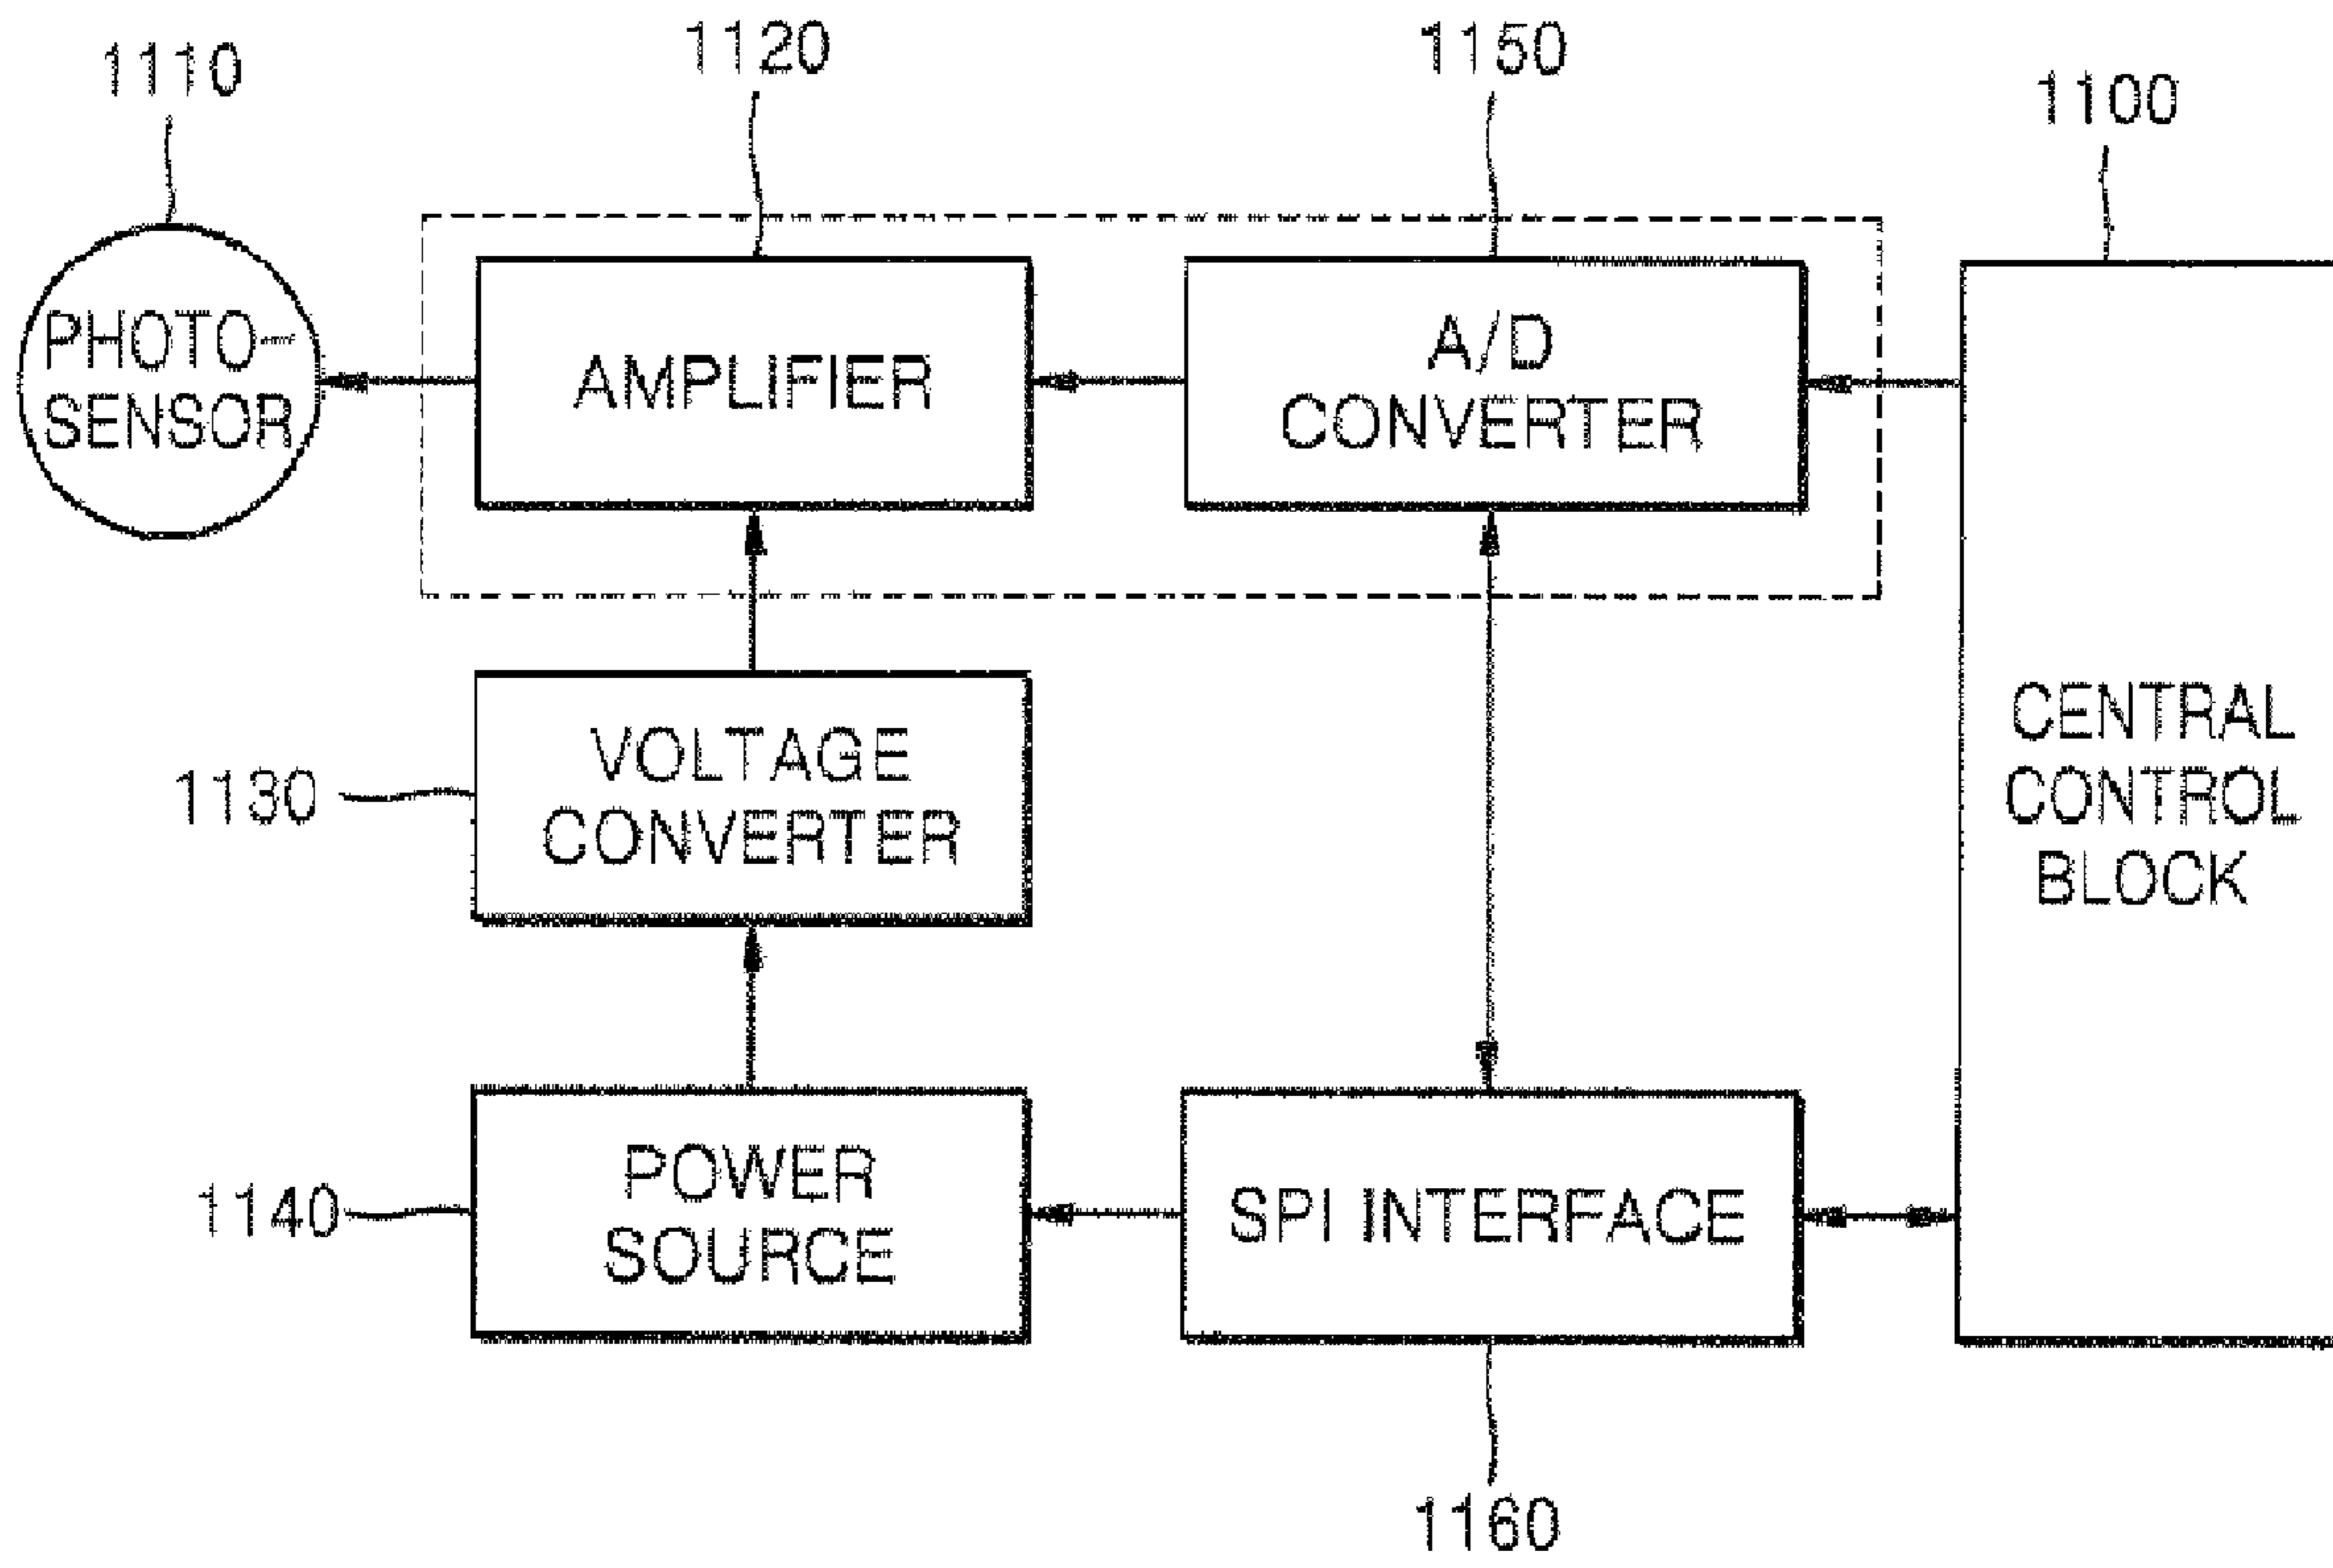 1110
1120
1150
1100
PHOTO-
SENSOR
AMPLIFIER
A/D
CONVERTER
VOLTAGE
CONVERTER
1130
CENTRAL
CONTROL
BLOCK
POWER
SOURCE
1140
SPI INTERFACE
1160